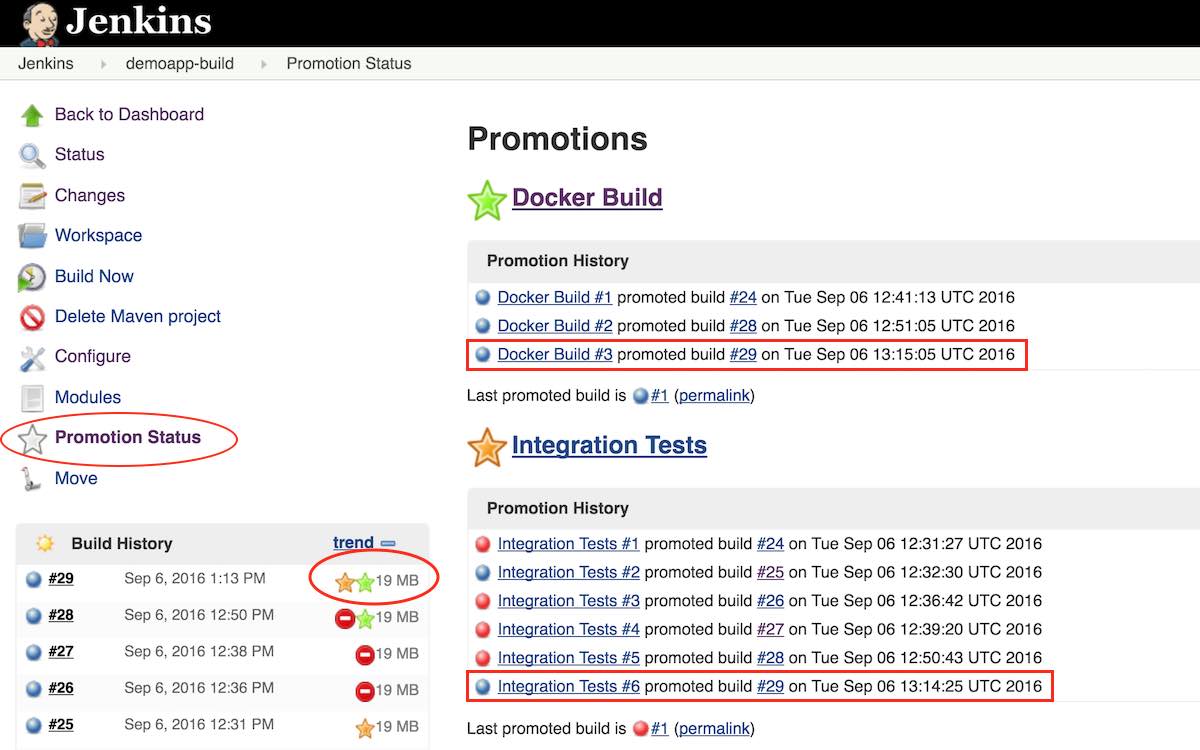 Jenkins
Jenkins demoapp-build Promotion Status
Back to Dashboard
Status
Changes
Workspace
Build Now
Delete Maven project
Configure
Modules
Promotion Status
Move
Build History trend
#29 Sep 6, 2016 1:13 PM 19 MB
#28 Sep 6, 2016 12:50 PM 19 MB
#27 Sep 6, 2016 12:38 PM 19 MB
#26 Sep 6, 2016 12:36 PM 19 MB
#25 Sep 6, 2016 12:31 PM 19 MB
Promotions
Docker Build
Promotion History
Docker Build #1 promoted build #24 on Tue Sep 06 12:41:13 UTC 2016
Docker Build #2 promoted build #28 on Tue Sep 06 12:51:05 UTC 2016
Docker Build #3 promoted build #29 on Tue Sep 06 13:15:05 UTC 2016
Last promoted build is #1 (permalink)
Integration Tests
Promotion History
Integration Tests #1 promoted build #24 on Tue Sep 06 12:31:27 UTC 2016
Integration Tests #2 promoted build #25 on Tue Sep 06 12:32:30 UTC 2016
Integration Tests #3 promoted build #26 on Tue Sep 06 12:36:42 UTC 2016
Integration Tests #4 promoted build #27 on Tue Sep 06 12:39:20 UTC 2016
Integration Tests #5 promoted build #28 on Tue Sep 06 12:50:43 UTC 2016
Integration Tests #6 promoted build #29 on Tue Sep 06 13:14:25 UTC 2016
Last promoted build is #1 (permalink)